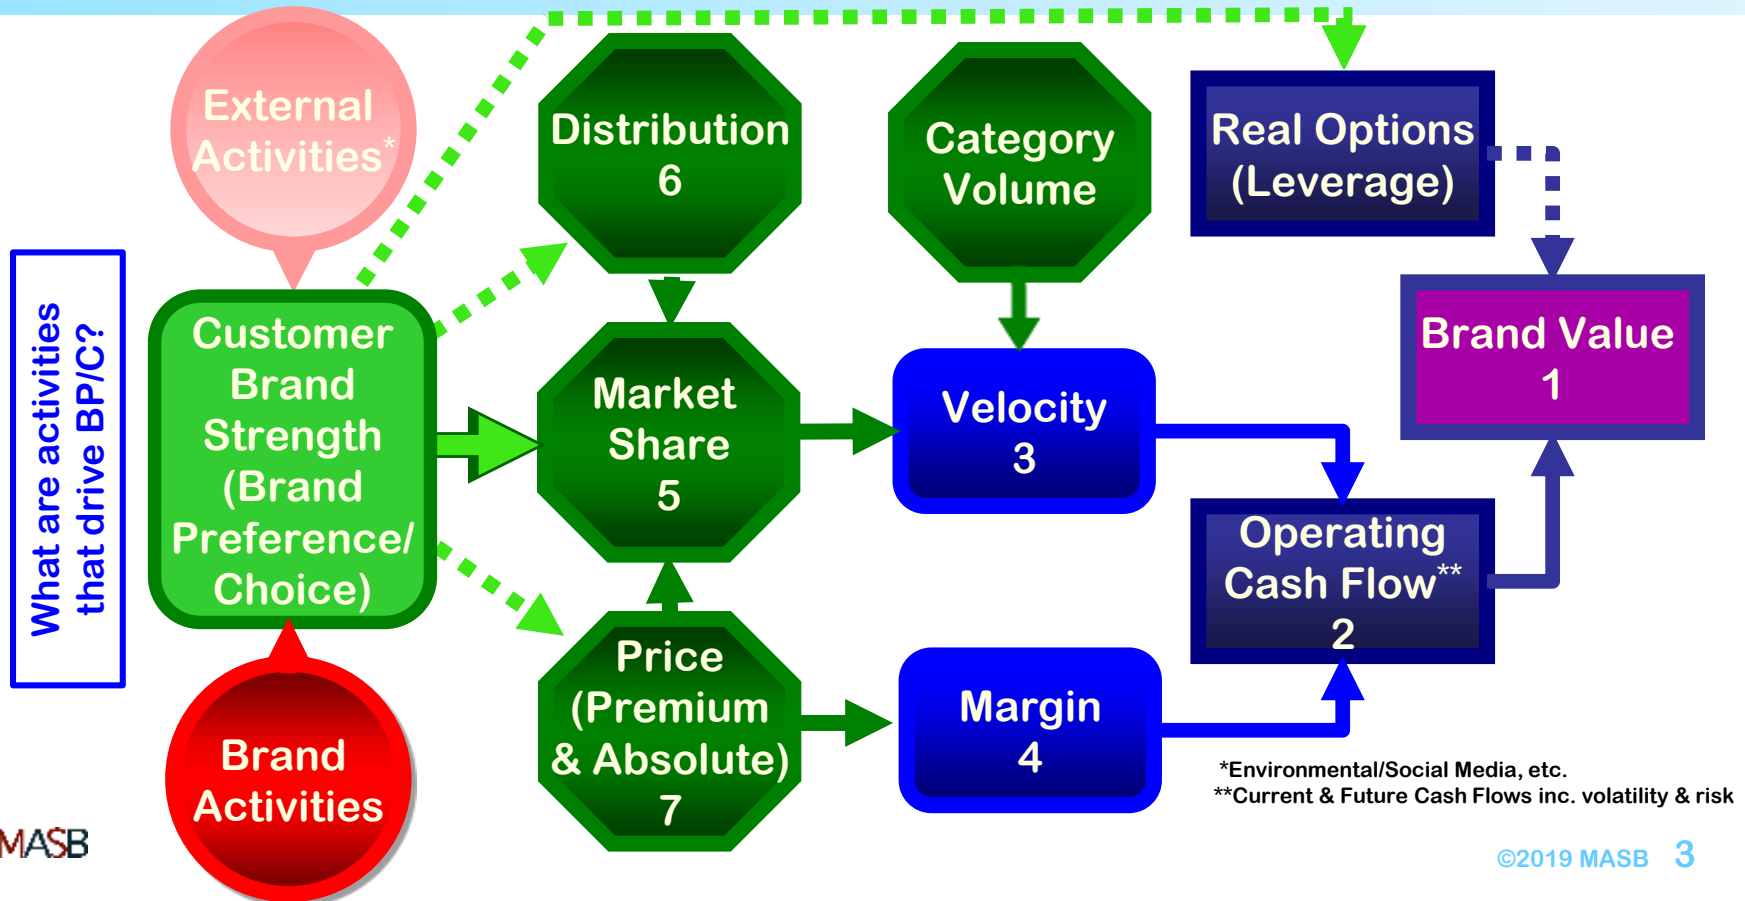 External
Activities*
Distribution
6
Category
Volume
Real Options
(Leverage)
What are activities
that drive BP/C?
Customer
Brand
Strength
(Brand
Preference/
Choice)
Market
Share
5
Velocity
3
Brand Value
1
Operating
Cash Flow**
2
Price
(Premium
& Absolute)
7
Margin
4
Brand
Activities
*Environmental/Social Media, etc.
**Current & Future Cash Flows inc. volatility & risk
MASB
©2019 MASB 3